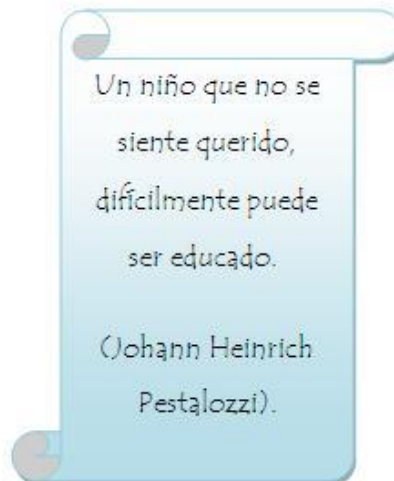 Un niño que no se
siente querido,
difícilmente puede
ser educado.
(Johann Heinrich
Pestalozzi).